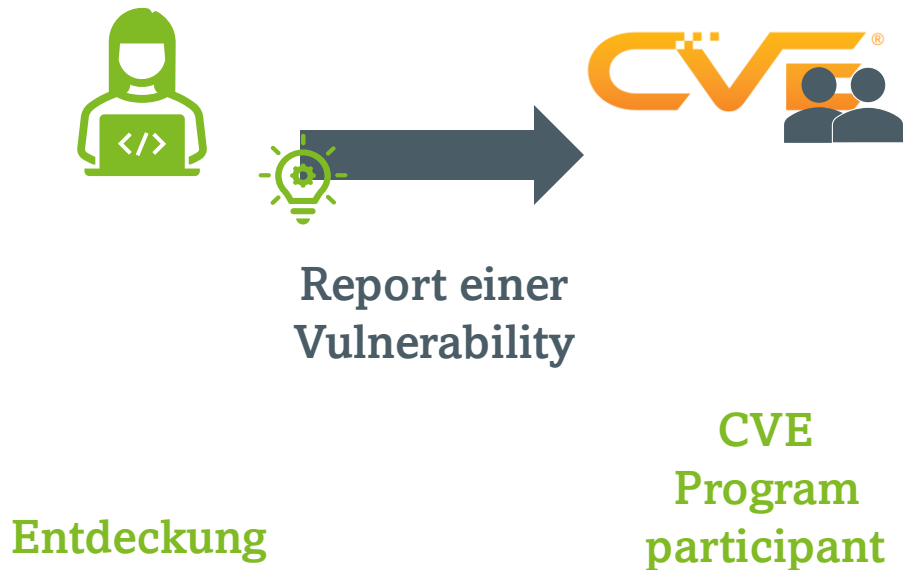 </>
CVE®
Report einer
Vulnerability
Entdeckung
CVE
Program
participant